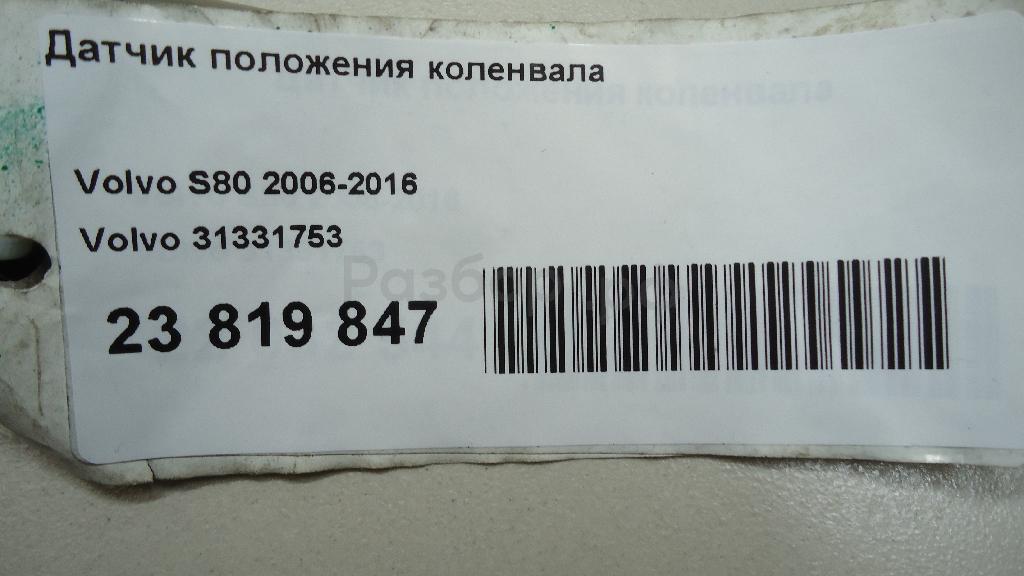 Датчик положения коленвала
Volvo S80 2006-2016
Volvo 31331753
23 819 847